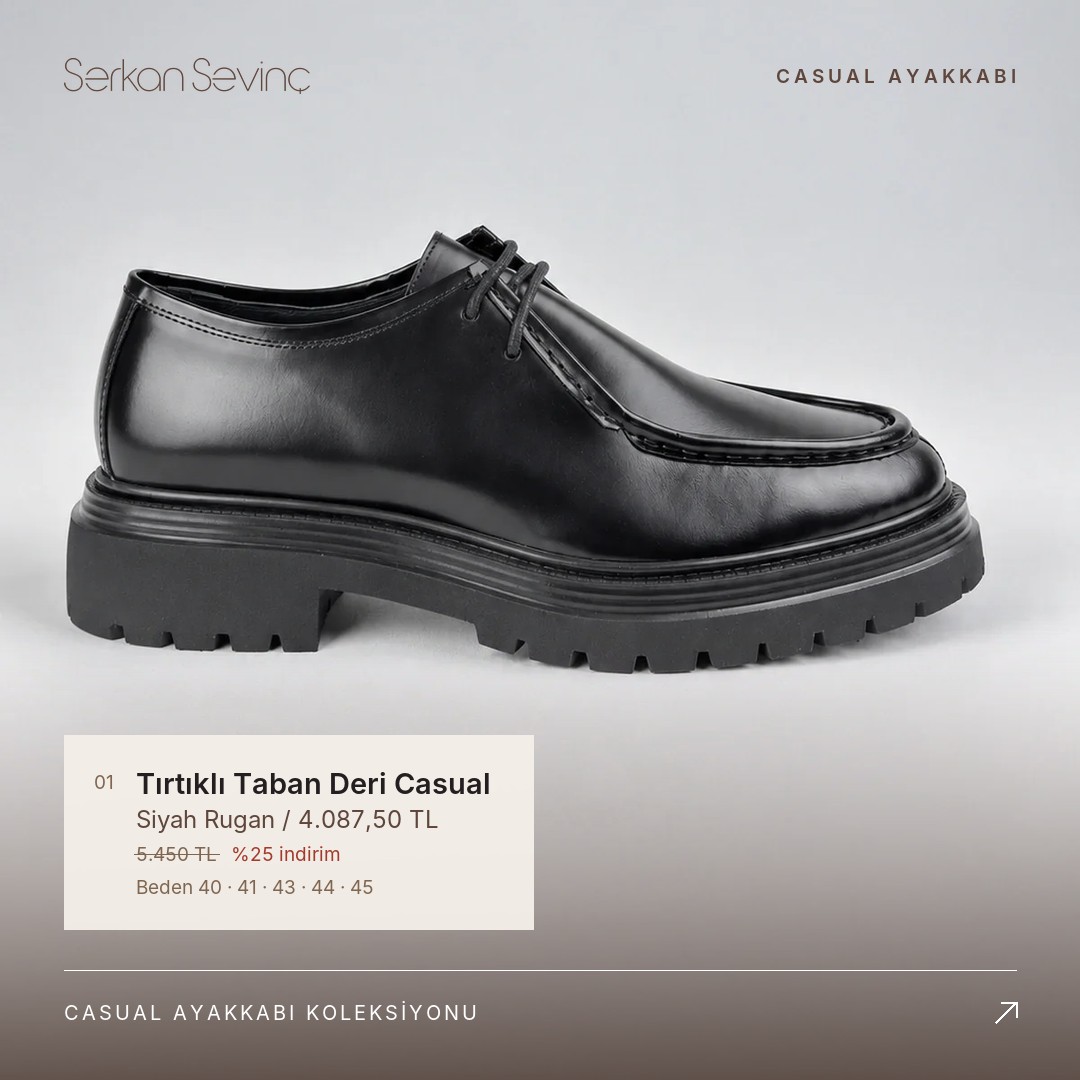 Serkan Sevinç
CASUAL AYAKKABI
01
Tırtıklı Taban Deri Casual
Siyah Rugan / 4.087,50 TL
5.450 TL %25 indirim
Beden 40 · 41 · 43 · 44 · 45
CASUAL AYAKKABI KOLEKSİYONU